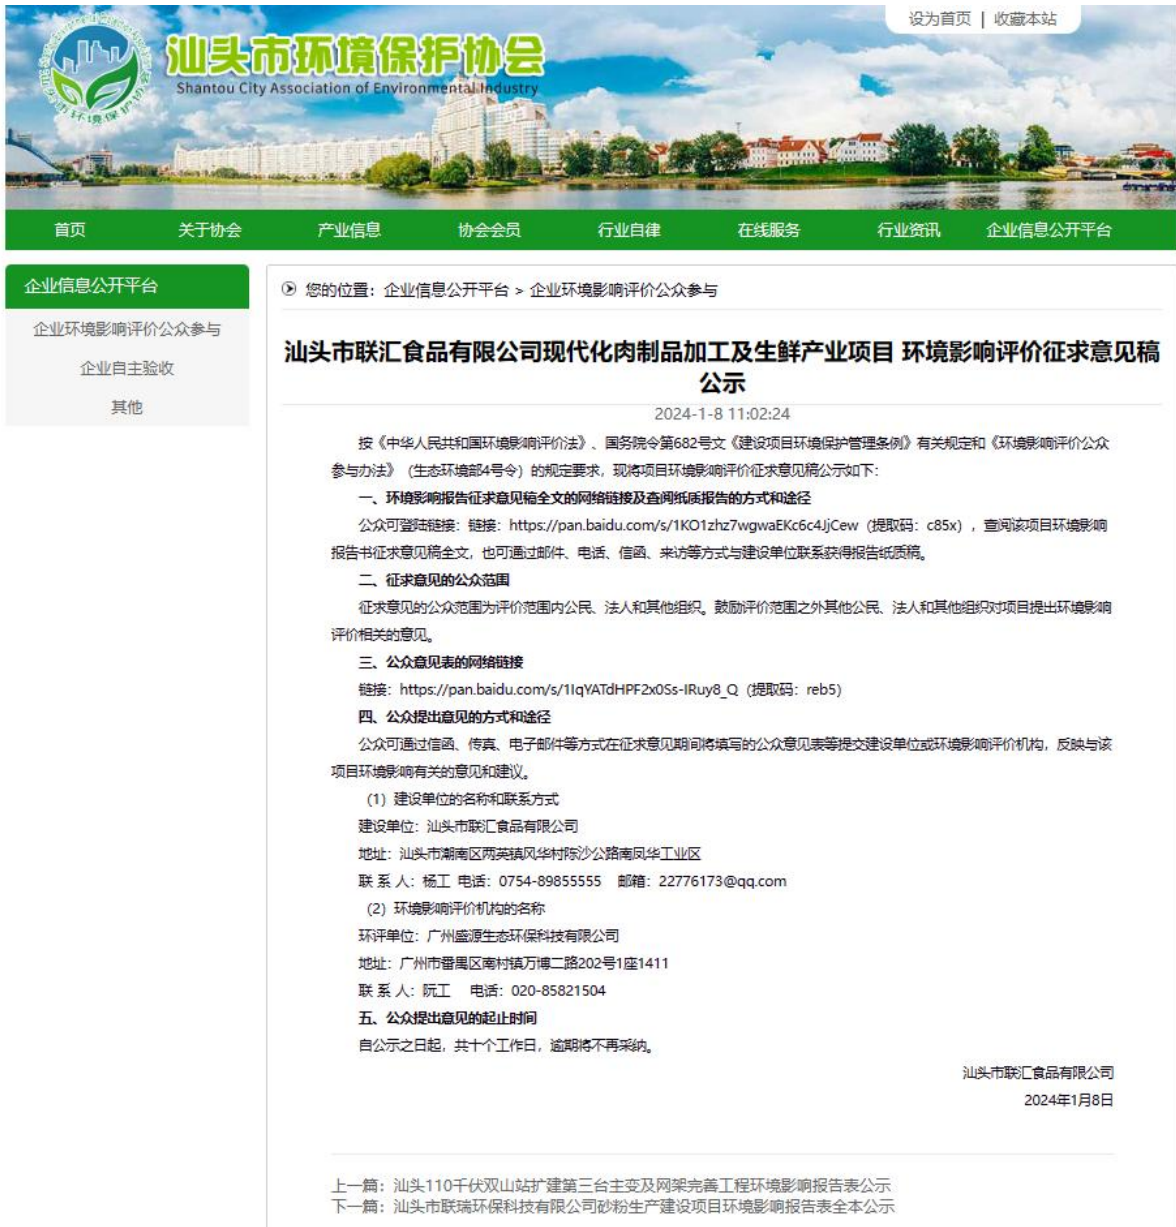 设为首页 | 收藏本站
汕头市环境保护协会
Shantou City Association of Environmental Industry
首页 关于协会 产业信息 协会会员 行业自律 在线服务 行业资讯 企业信息公开平台
企业信息公开平台
企业环境影响评价公众参与
企业自主验收
其他
您的位置：企业信息公开平台 > 企业环境影响评价公众参与
汕头市联汇食品有限公司现代化肉制品加工及生鲜产业项目 环境影响评价征求意见稿
公示
2024-1-8 11:02:24
按《中华人民共和国环境影响评价法》、国务院令第682号文《建设项目环境保护管理条例》有关规定和《环境影响评价公众
参与办法》（生态环境部4号令）的规定要求，现将项目环境影响评价征求意见稿公示如下：
一、环境影响报告征求意见稿全文的网络链接及查阅纸质报告的方式和途径
公众可登陆链接：链接：https://pan.baidu.com/s/1KO1zhz7wgwaEKc6c4JjCew（提取码：c85x），查阅该项目环境影响
报告书征求意见稿全文，也可通过邮件、电话、信函、来访等方式与建设单位联系获得报告纸质稿。
二、征求意见的公众范围
征求意见的公众范围为评价范围内公民、法人和其他组织。鼓励评价范围之外其他公民、法人和其他组织对项目提出环境影响
评价相关的意见。
三、公众意见表的网络链接
链接：https://pan.baidu.com/s/1IqYATdHPF2x0Ss-IRuy8_Q（提取码：reb5）
四、公众提出意见的方式和途径
公众可通过信函、传真、电子邮件等方式在征求意见期间将填写的公众意见表等提交建设单位或环境影响评价机构，反映与该
项目环境影响有关的意见和建议。
（1）建设单位的名称和联系方式
建设单位：汕头市联汇食品有限公司
地址：汕头市潮南区两英镇风华村陈沙公路南凤华工业区
联 系 人：杨工 电话：0754-89855555 邮箱：22776173@qq.com
（2）环境影响评价机构的名称
环评单位：广州盛源生态环保科技有限公司
地址：广州市番禺区南村镇万博二路202号1座1411
联 系 人：阮工 电话：020-85821504
五、公众提出意见的起止时间
自公示之日起，共十个工作日，逾期将不再采纳。
汕头市联汇食品有限公司
2024年1月8日
上一篇：汕头110千伏双山站扩建第三台主变及网架完善工程环境影响报告表公示
下一篇：汕头市联瑞环保科技有限公司砂粉生产建设项目环境影响报告表全本公示